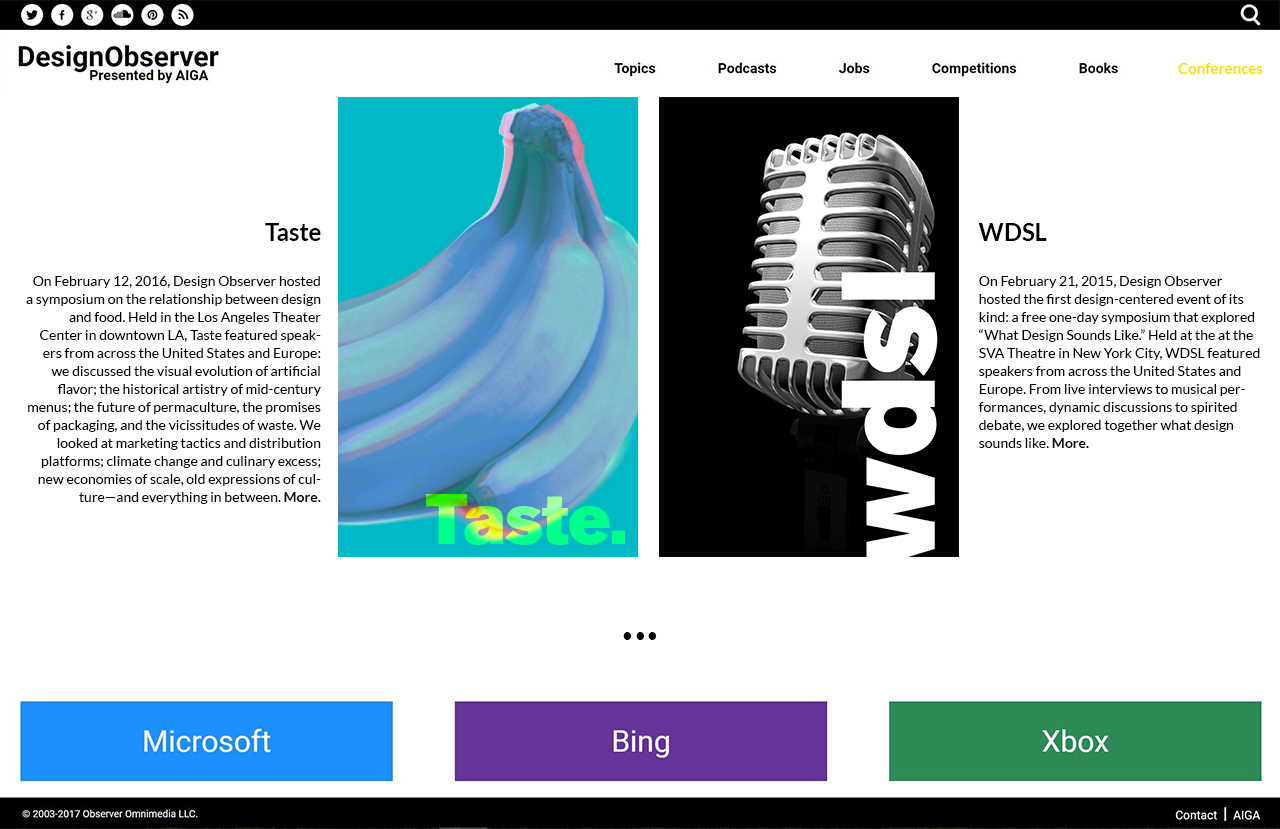 DesignObserver
Presented by AIGA
Topics
Podcasts
Jobs
Competitions
Books
Conferences
Taste
On February 12, 2016, Design Observer hosted
a symposium on the relationship between design
and food. Held in the Los Angeles Theater
Center in downtown LA, Taste featured speak-
ers from across the United States and Europe:
we discussed the visual evolution of artificial
flavor; the historical artistry of mid-century
menus; the future of permaculture, the promises
of packaging, and the vicissitudes of waste. We
looked at marketing tactics and distribution
platforms; climate change and culinary excess;
new economies of scale, old expressions of cul-
ture—and everything in between. More.
Taste.
wdsl
WDSL
On February 21, 2015, Design Observer
hosted the first design-centered event of its
kind: a free one-day symposium that explored
“What Design Sounds Like.” Held at the at the
SVA Theatre in New York City, WDSL featured
speakers from across the United States and
Europe. From live interviews to musical per-
formances, dynamic discussions to spirited
debate, we explored together what design
sounds like. More.
•••
Microsoft
Bing
Xbox
© 2003-2017 Observer Omnimedia LLC.
Contact | AIGA